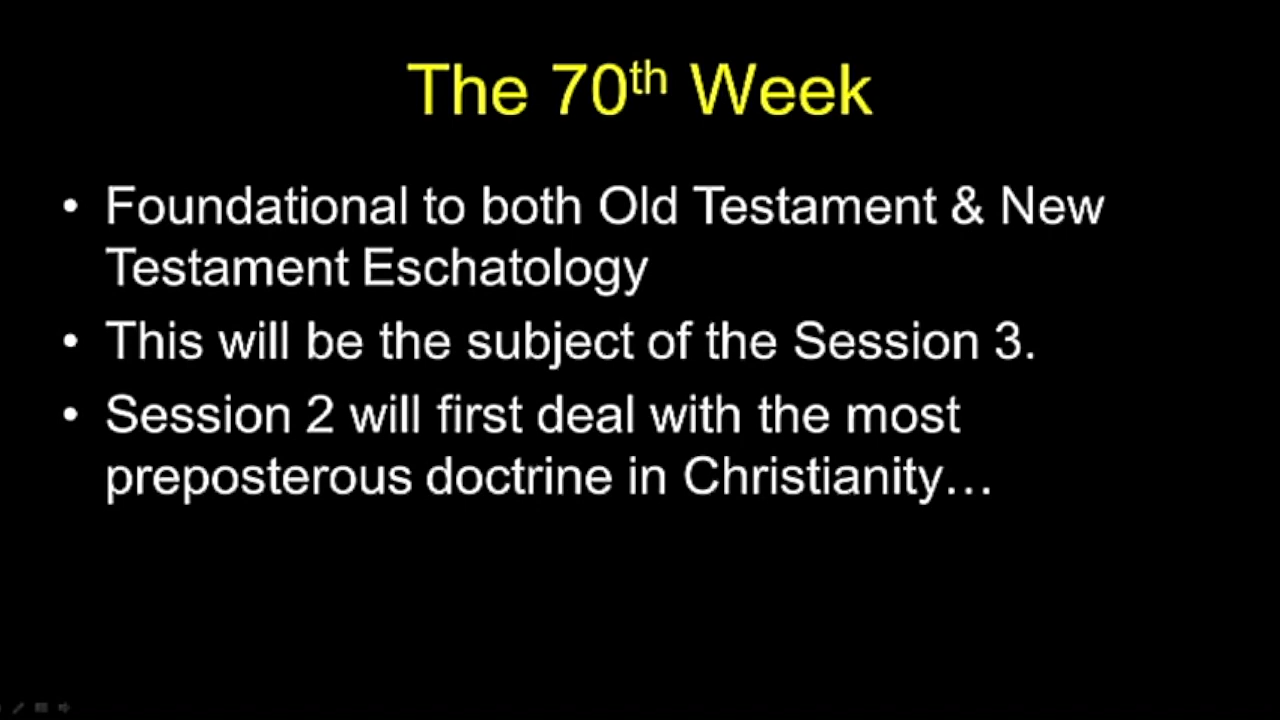 The 70th Week
• Foundational to both Old Testament & New
Testament Eschatology
• This will be the subject of the Session 3.
• Session 2 will first deal with the most
preposterous doctrine in Christianity…